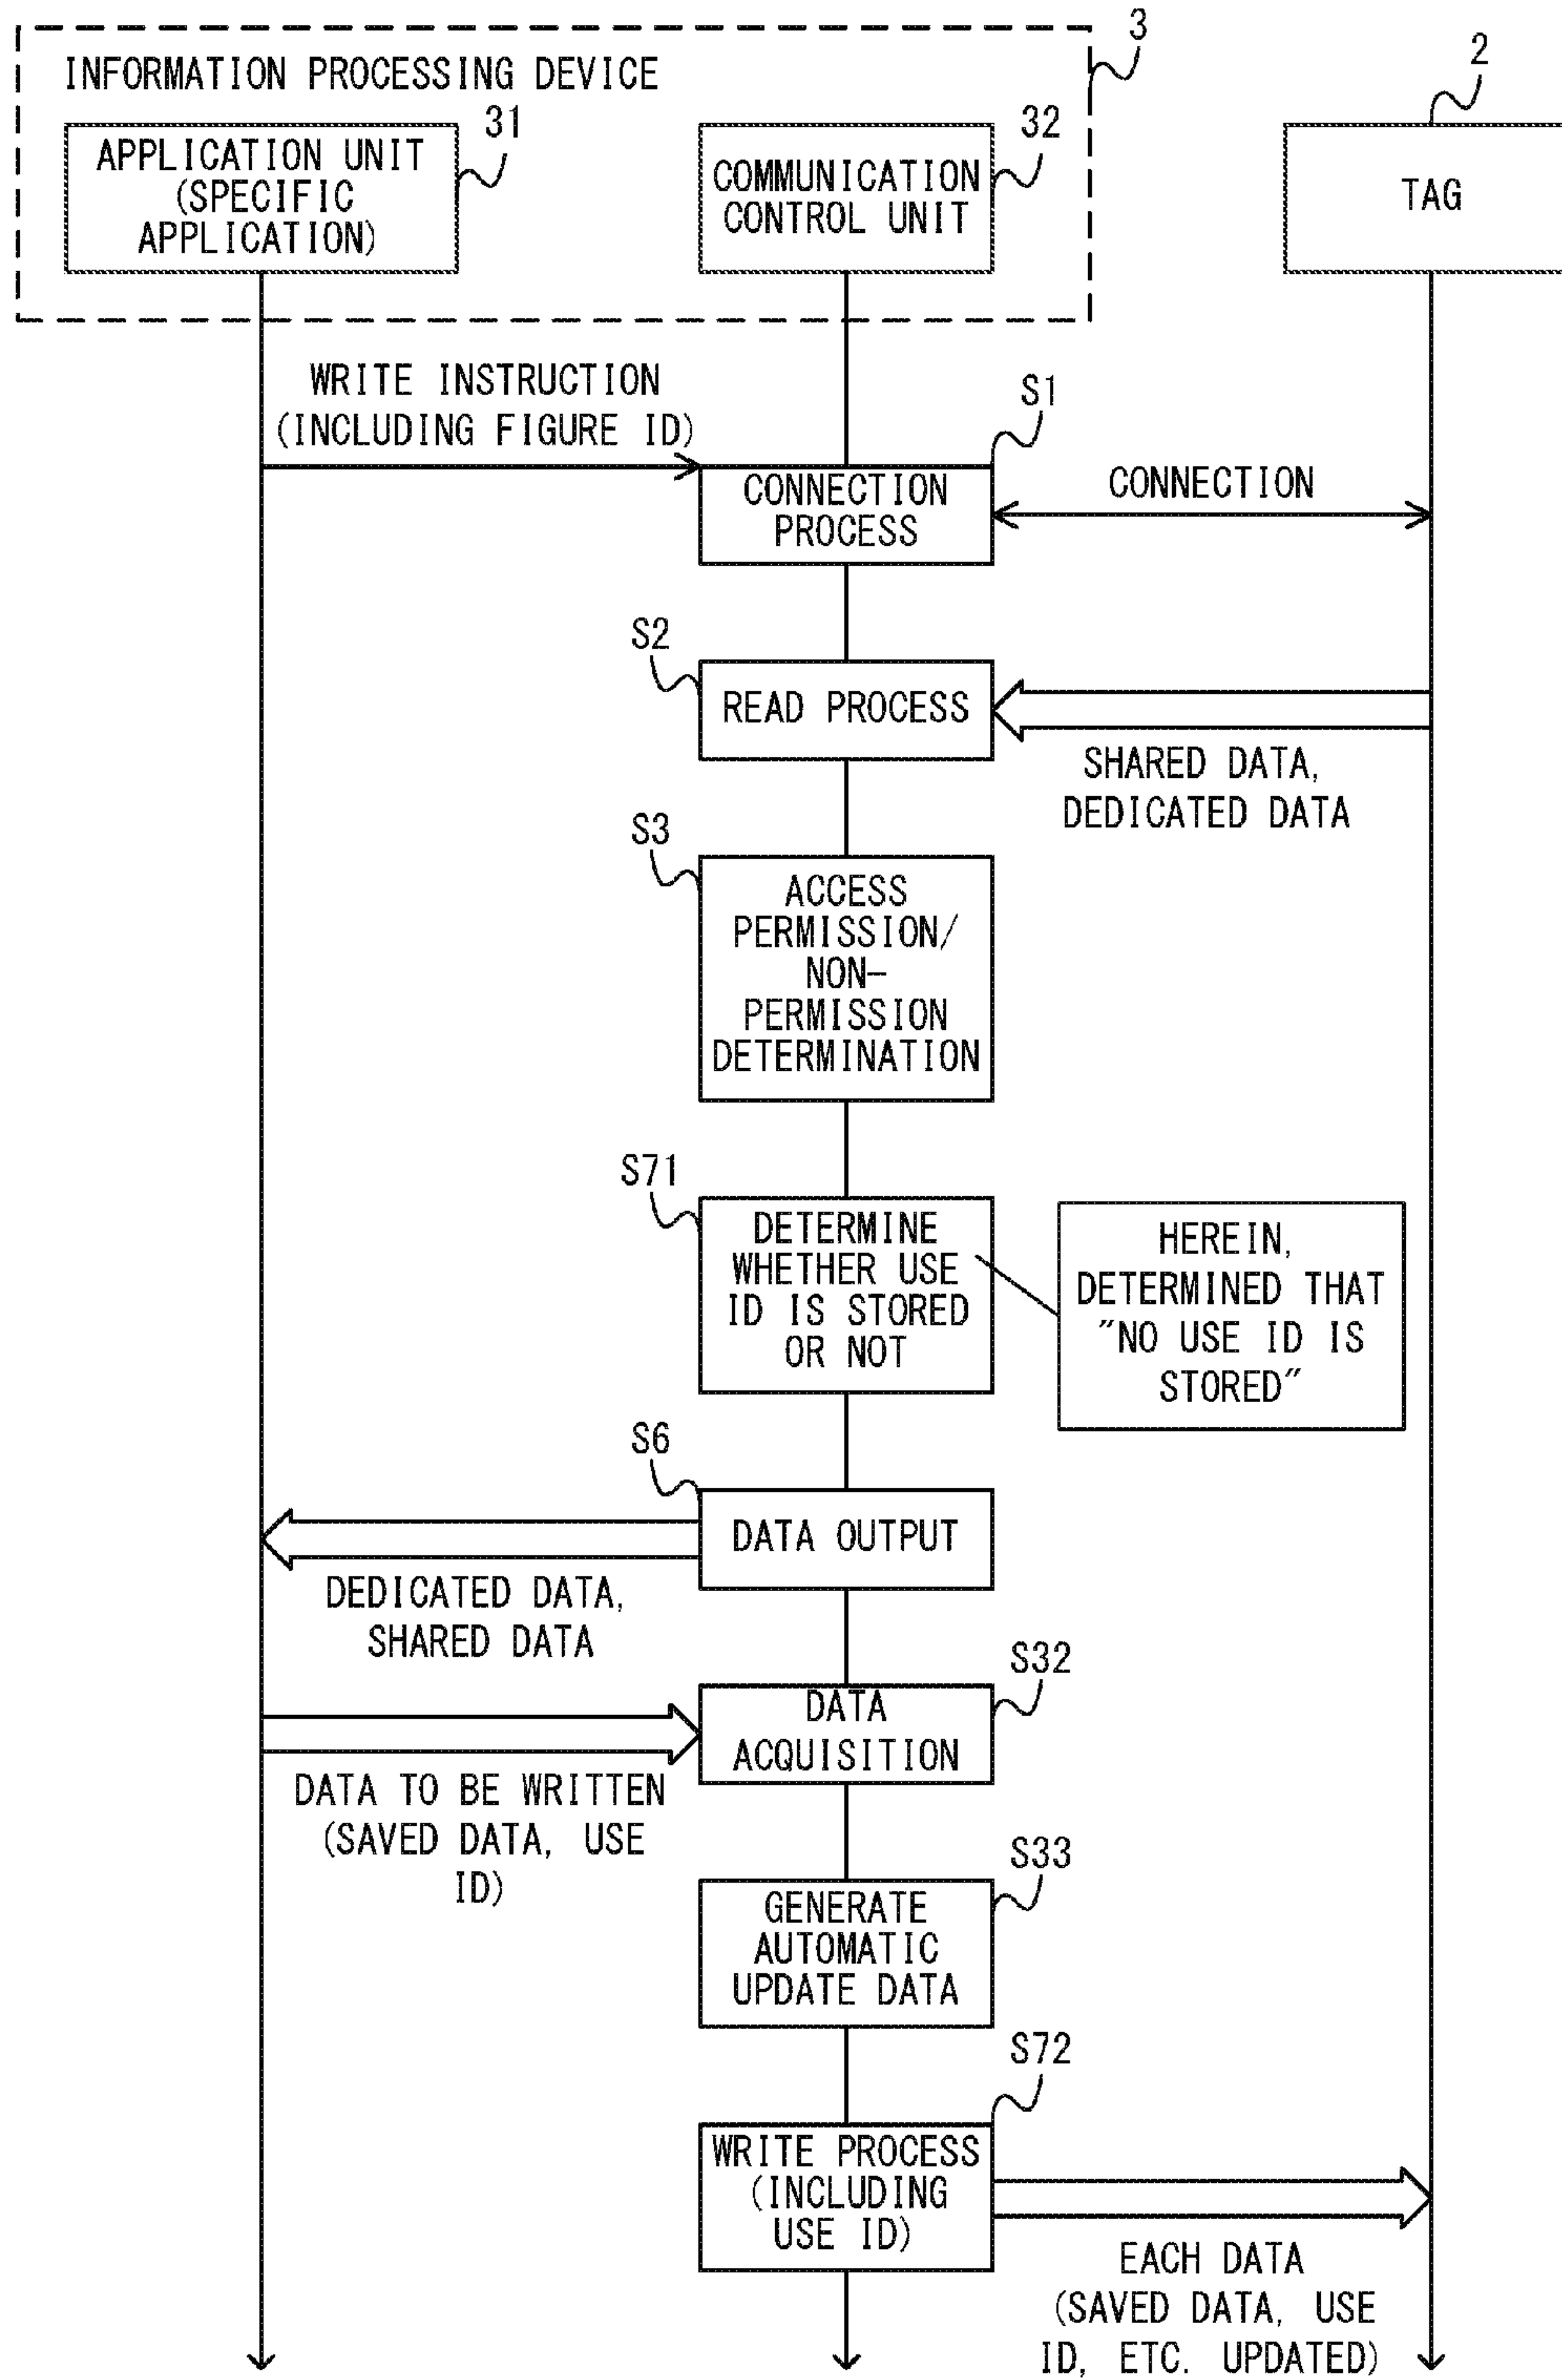 3
INFORMATION PROCESSING DEVICE
2
31
32
APPLICATION UNIT
(SPECIFIC
APPLICATION)
COMMUNICATION
CONTROL UNIT
TAG
WRITE INSTRUCTION
(INCLUDING FIGURE ID)
S1
CONNECTION
PROCESS
CONNECTION
S2
READ PROCESS
SHARED DATA,
DEDICATED DATA
S3
ACCESS
PERMISSION/
NON-
PERMISSION
DETERMINATION
S71
DETERMINE
WHETHER USE
ID IS STORED
OR NOT
HEREIN,
DETERMINED THAT
"NO USE ID IS
STORED"
S6
DATA OUTPUT
DEDICATED DATA,
SHARED DATA
S32
DATA
ACQUISITION
DATA TO BE WRITTEN
(SAVED DATA, USE
ID)
S33
GENERATE
AUTOMATIC
UPDATE DATA
S72
WRITE PROCESS
(INCLUDING
USE ID)
EACH DATA
(SAVED DATA, USE
ID, ETC. UPDATED)